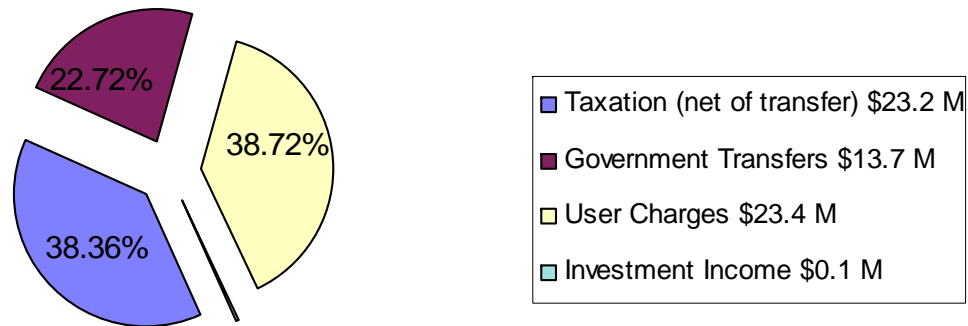 22.72%
38.72%
38.36%
Taxation (net of transfer) $23.2 M
Government Transfers $13.7 M
User Charges $23.4 M
Investment Income $0.1 M